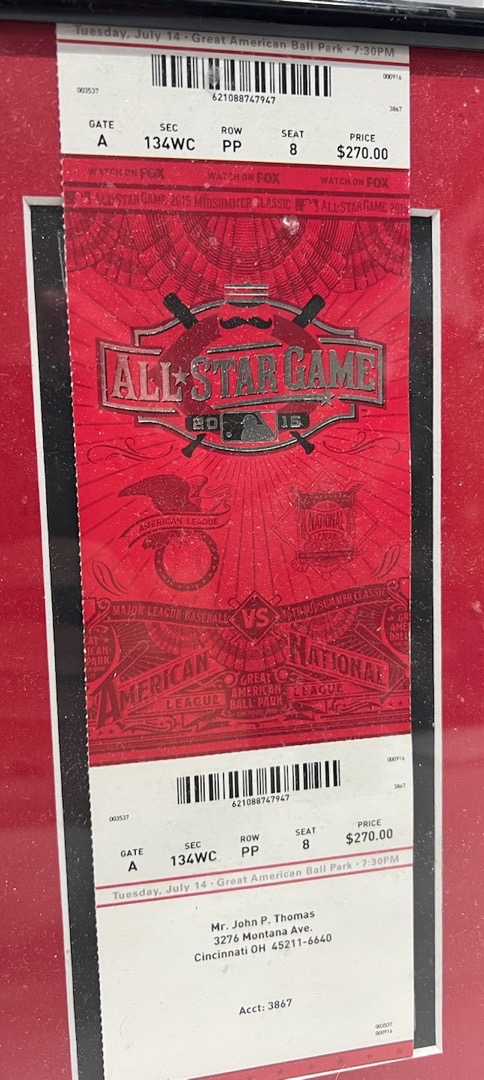 Tuesday, July 14 · Great American Ball Park · 7:30PM
003537
000916
621088747947
3867
GATE SEC ROW SEAT PRICE
A 134WC PP 8 $270.00
WATCH ON FOX WATCH ON FOX WATCH ON FOX
ALL-STAR GAME 2015 MIDSUMMER CLASSIC ALL-STAR GAME 201
ALL★STAR GAME
20 15
AMERICAN LEAGUE
NATIONAL
LEAGUE
MAJOR LEAGUE BASEBALL VS MIDSUMMER CLASSIC
AMERICAN NATIONAL
LEAGUE GREAT AMERICAN BALL PARK LEAGUE
000916
621088747947
3867
003537
GATE SEC ROW SEAT PRICE
A 134WC PP 8 $270.00
Tuesday, July 14 · Great American Ball Park · 7:30PM
Mr. John P. Thomas
3276 Montana Ave.
Cincinnati OH 45211-6640
Acct: 3867
003537
000916